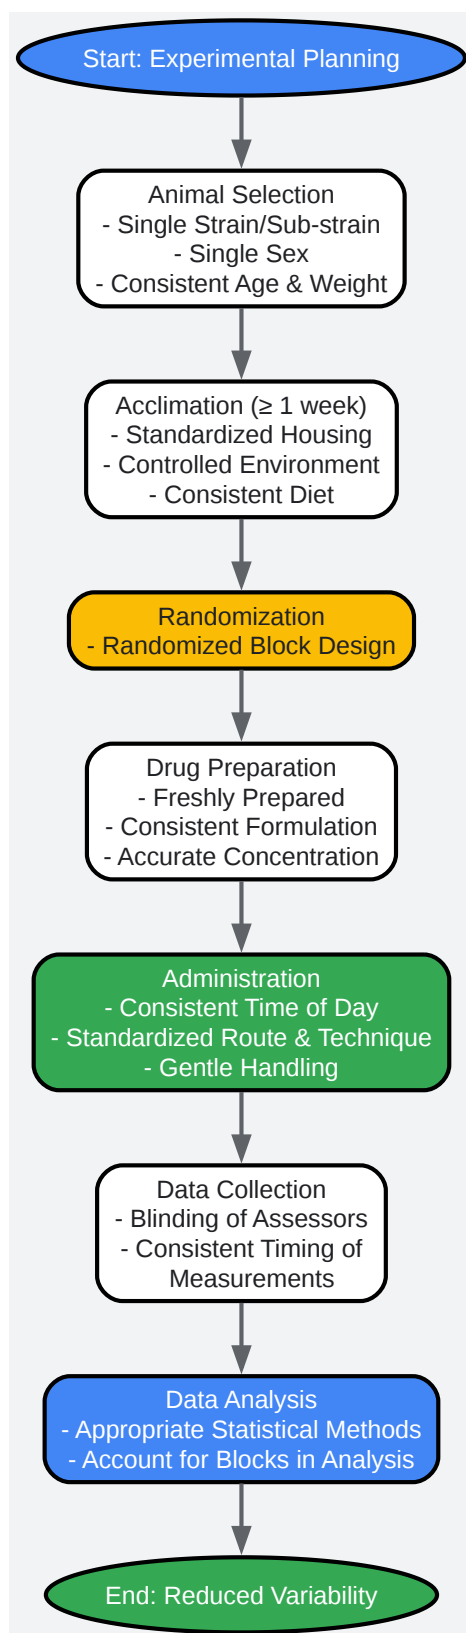 Start: Experimental Planning
Animal Selection
- Single Strain/Sub-strain
- Single Sex
- Consistent Age & Weight
Acclimation (≥ 1 week)
- Standardized Housing
- Controlled Environment
- Consistent Diet
Randomization
- Randomized Block Design
Drug Preparation
- Freshly Prepared
- Consistent Formulation
- Accurate Concentration
Administration
- Consistent Time of Day
- Standardized Route & Technique
- Gentle Handling
Data Collection
- Blinding of Assessors
- Consistent Timing of
Measurements
Data Analysis
- Appropriate Statistical Methods
- Account for Blocks in Analysis
End: Reduced Variability